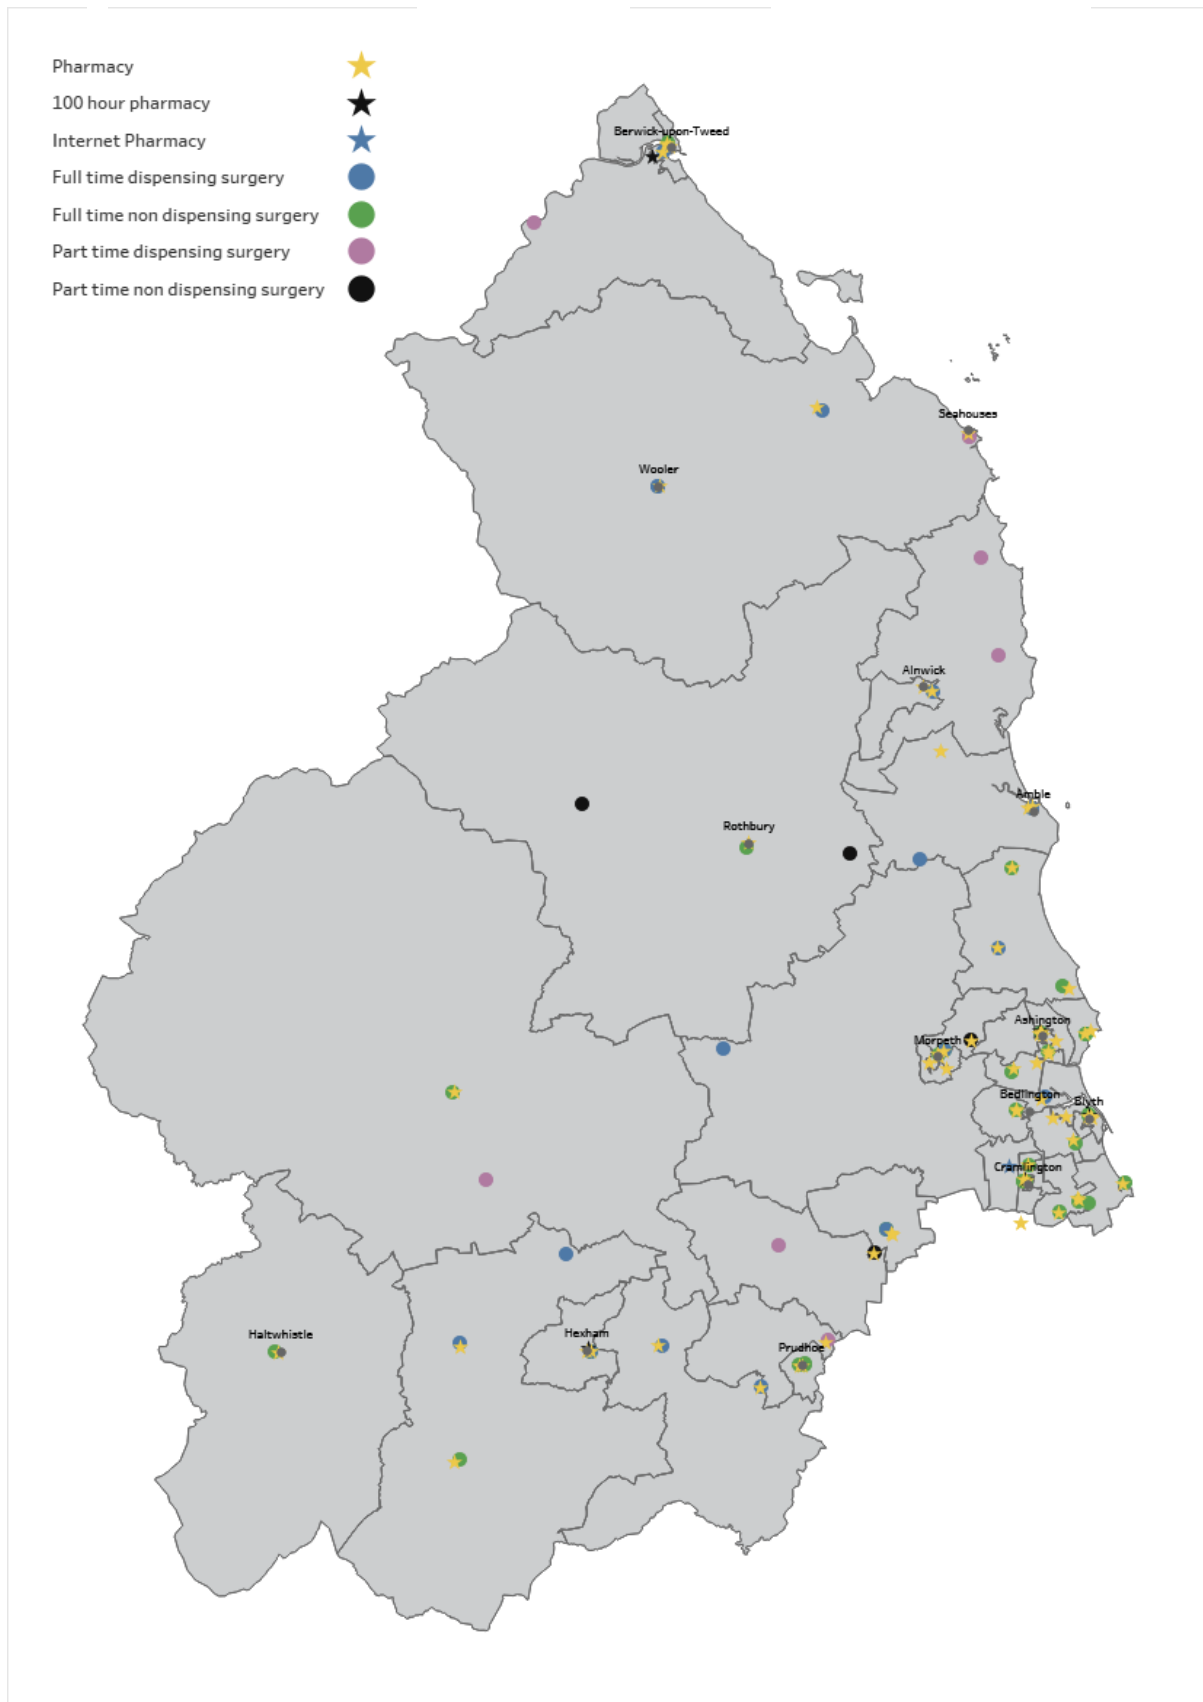 Pharmacy
100 hour pharmacy
Internet Pharmacy
Full time dispensing surgery
Full time non dispensing surgery
Part time dispensing surgery
Part time non dispensing surgery
Berwick-upon-Tweed
Seahouses
Wooler
Alnwick
Amble
Rothbury
Ashington
Morpeth
Bedlington
Blyth
Cramlington
Haltwhistle
Hexham
Prudhoe